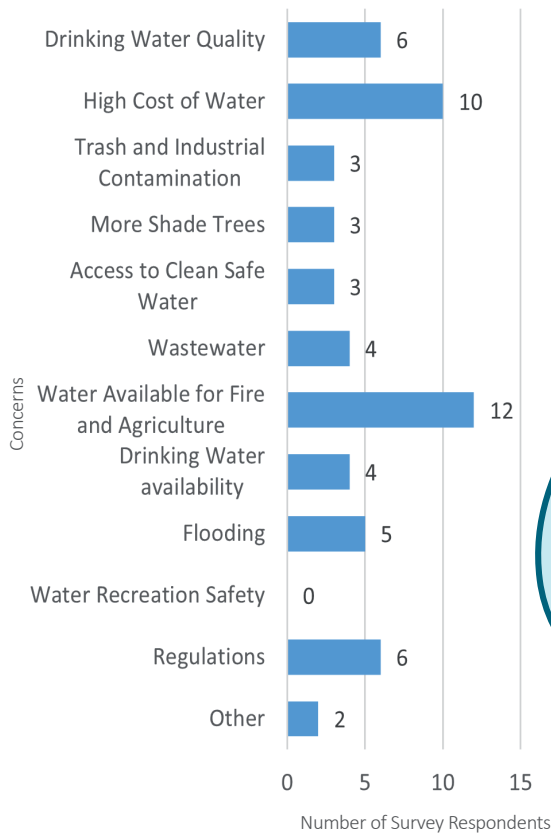 Drinking Water Quality 6
High Cost of Water 10
Trash and Industrial
Contamination 3
More Shade Trees 3
Access to Clean Safe
Water 3
Wastewater 4
Water Available for Fire
and Agriculture 12
Drinking Water
availability 4
Flooding 5
Water Recreation Safety 0
Regulations 6
Other 2
Concerns
0 5 10 15
Number of Survey Respondents